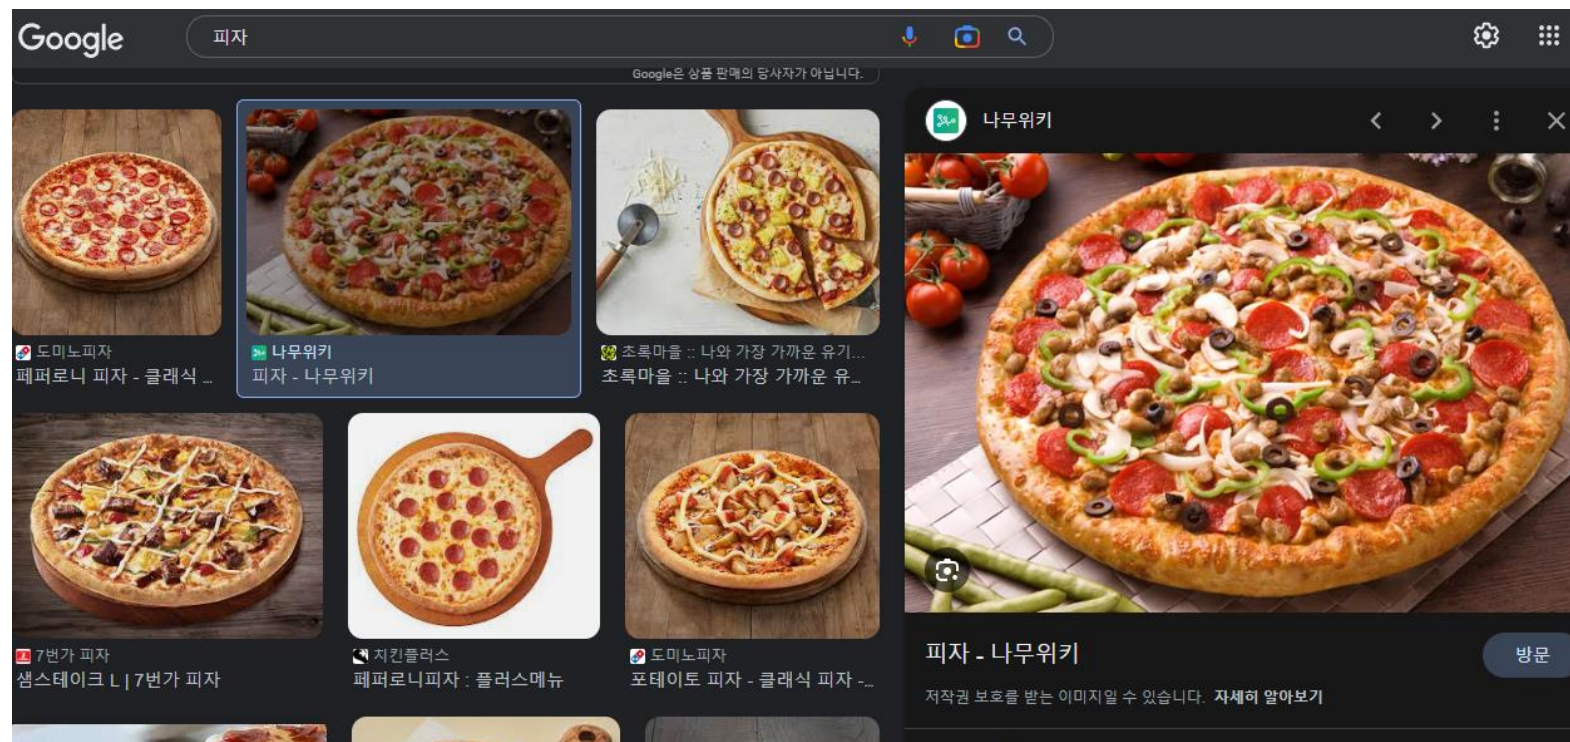 Google
피자
Google은 상품 판매의 당사자가 아닙니다.
도미노피자
페퍼로니 피자 - 클래식 ...
나무위키
피자 - 나무위키
초록마을 :: 나와 가장 가까운 유기...
초록마을 :: 나와 가장 가까운 유...
7번가 피자
샘스테이크 L | 7번가 피자
치킨플러스
페퍼로니피자 : 플러스메뉴
도미노피자
포테이토 피자 - 클래식 피자 -...
나무위키
피자 - 나무위키
방문
저작권 보호를 받는 이미지일 수 있습니다. 자세히 알아보기